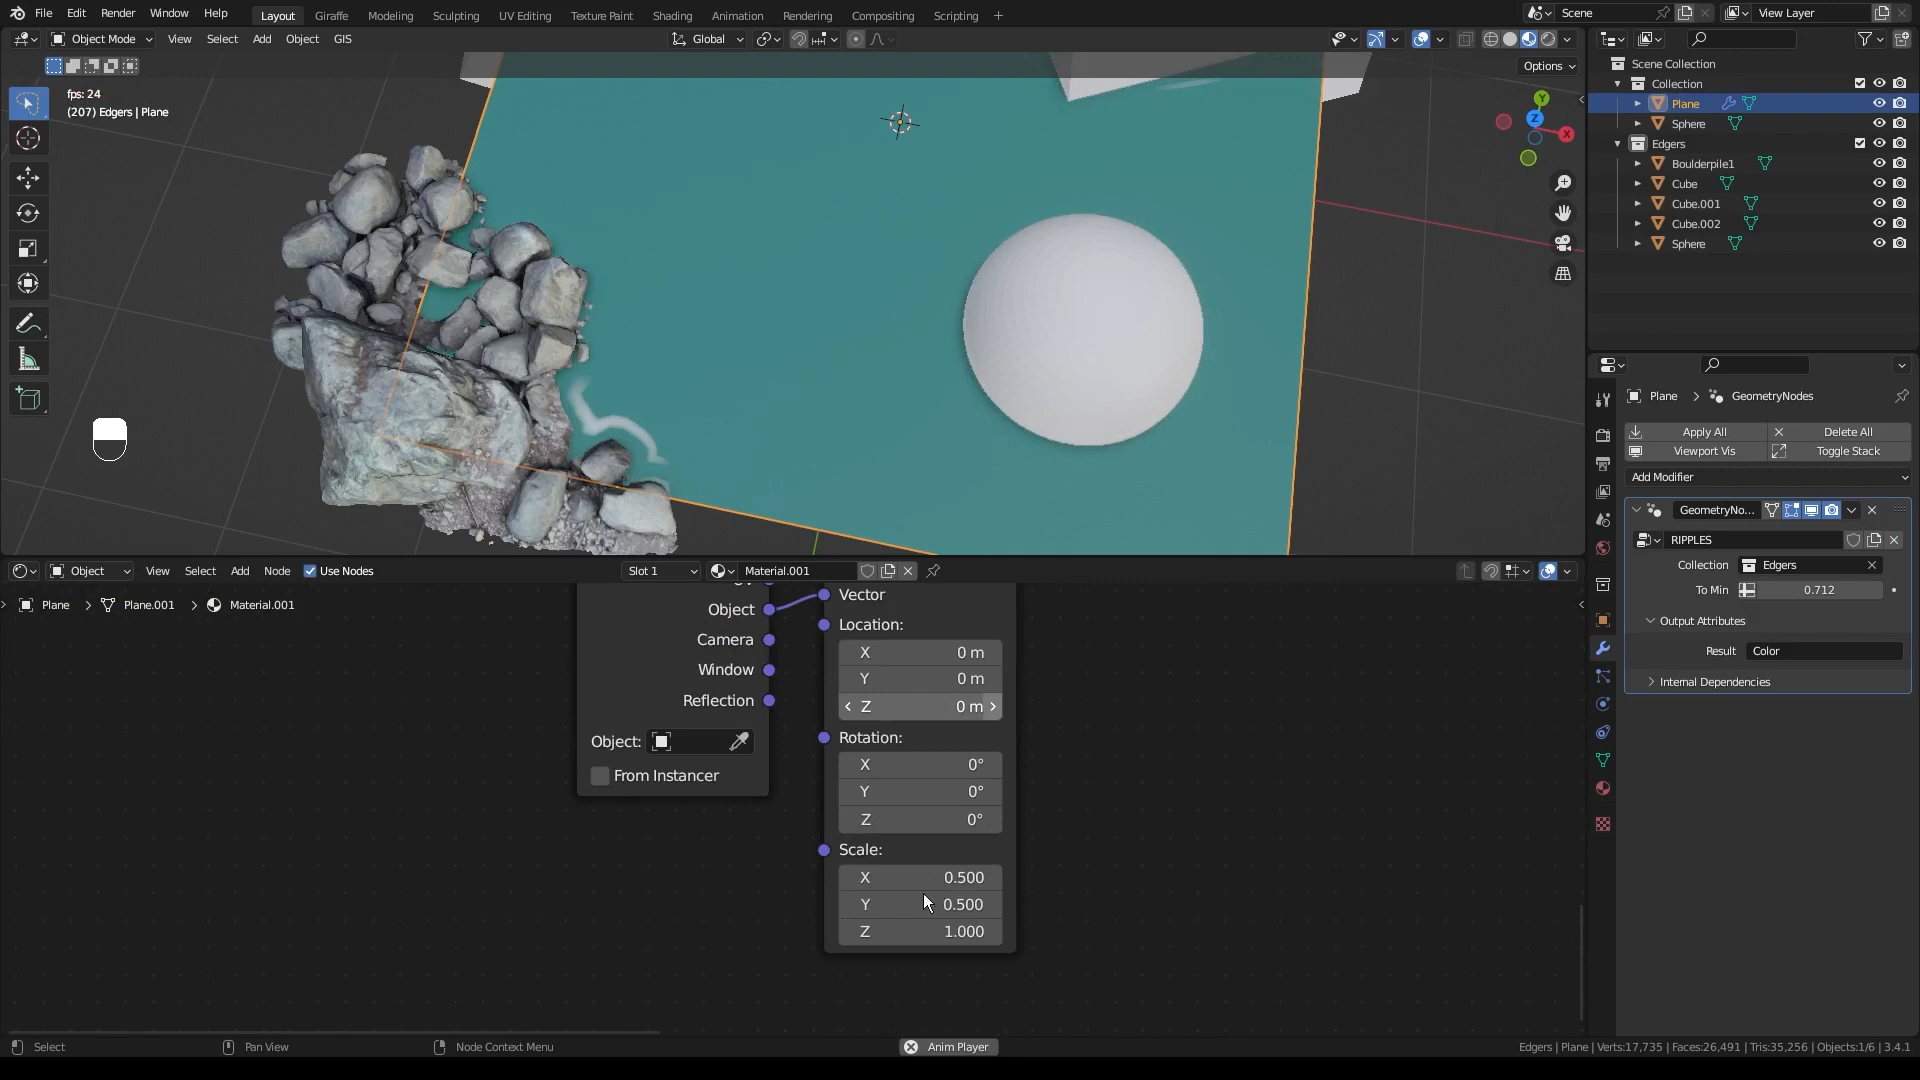 File Edit Render Window Help Layout Giraffe Modeling Sculpting UV Editing Texture Paint Shading Animation Rendering Compositing Scripting + Scene View Layer
Object Mode View Select Add Object GIS Global
Options
fps: 24
(207) Edgers | Plane
Y
Z
X
Scene Collection
Collection
Plane
Sphere
Edgers
Boulderpile1
Cube
Cube.001
Cube.002
Sphere
Plane > GeometryNodes
Apply All Delete All
Viewport Vis Toggle Stack
Add Modifier
GeometryNo...
RIPPLES
Collection Edgers
To Min 0.712
Output Attributes
Result Color
Internal Dependencies
Object View Select Add Node Use Nodes Slot 1 Material.001
Plane > Plane.001 > Material.001
Object
Camera
Window
Reflection
Object:
From Instancer
Vector
Location:
X 0 m
Y 0 m
Z 0 m
Rotation:
X 0°
Y 0°
Z 0°
Scale:
X 0.500
Y 0.500
Z 1.000
Select Pan View Node Context Menu Anim Player Edgers | Plane | Verts:17,735 | Faces:26,491 | Tris:35,256 | Objects:1/6 | 3.4.1